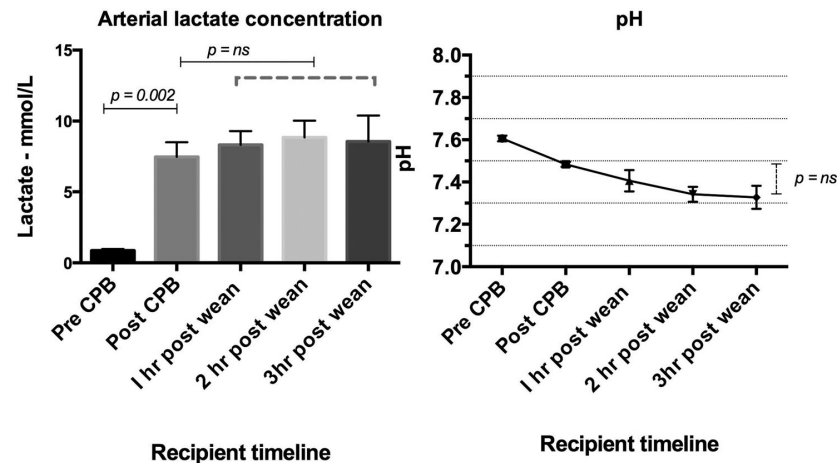 Arterial lactate concentration
Lactate - mmol/L
15
10
5
0
p = 0.002
p = ns
Pre CPB
Post CPB
I hr post wean
2 hr post wean
3hr post wean
Recipient timeline
pH
pH
8.0
7.8
7.6
7.4
7.2
7.0
p = ns
Pre CPB
Post CPB
I hr post wean
2 hr post wean
3hr post wean
Recipient timeline